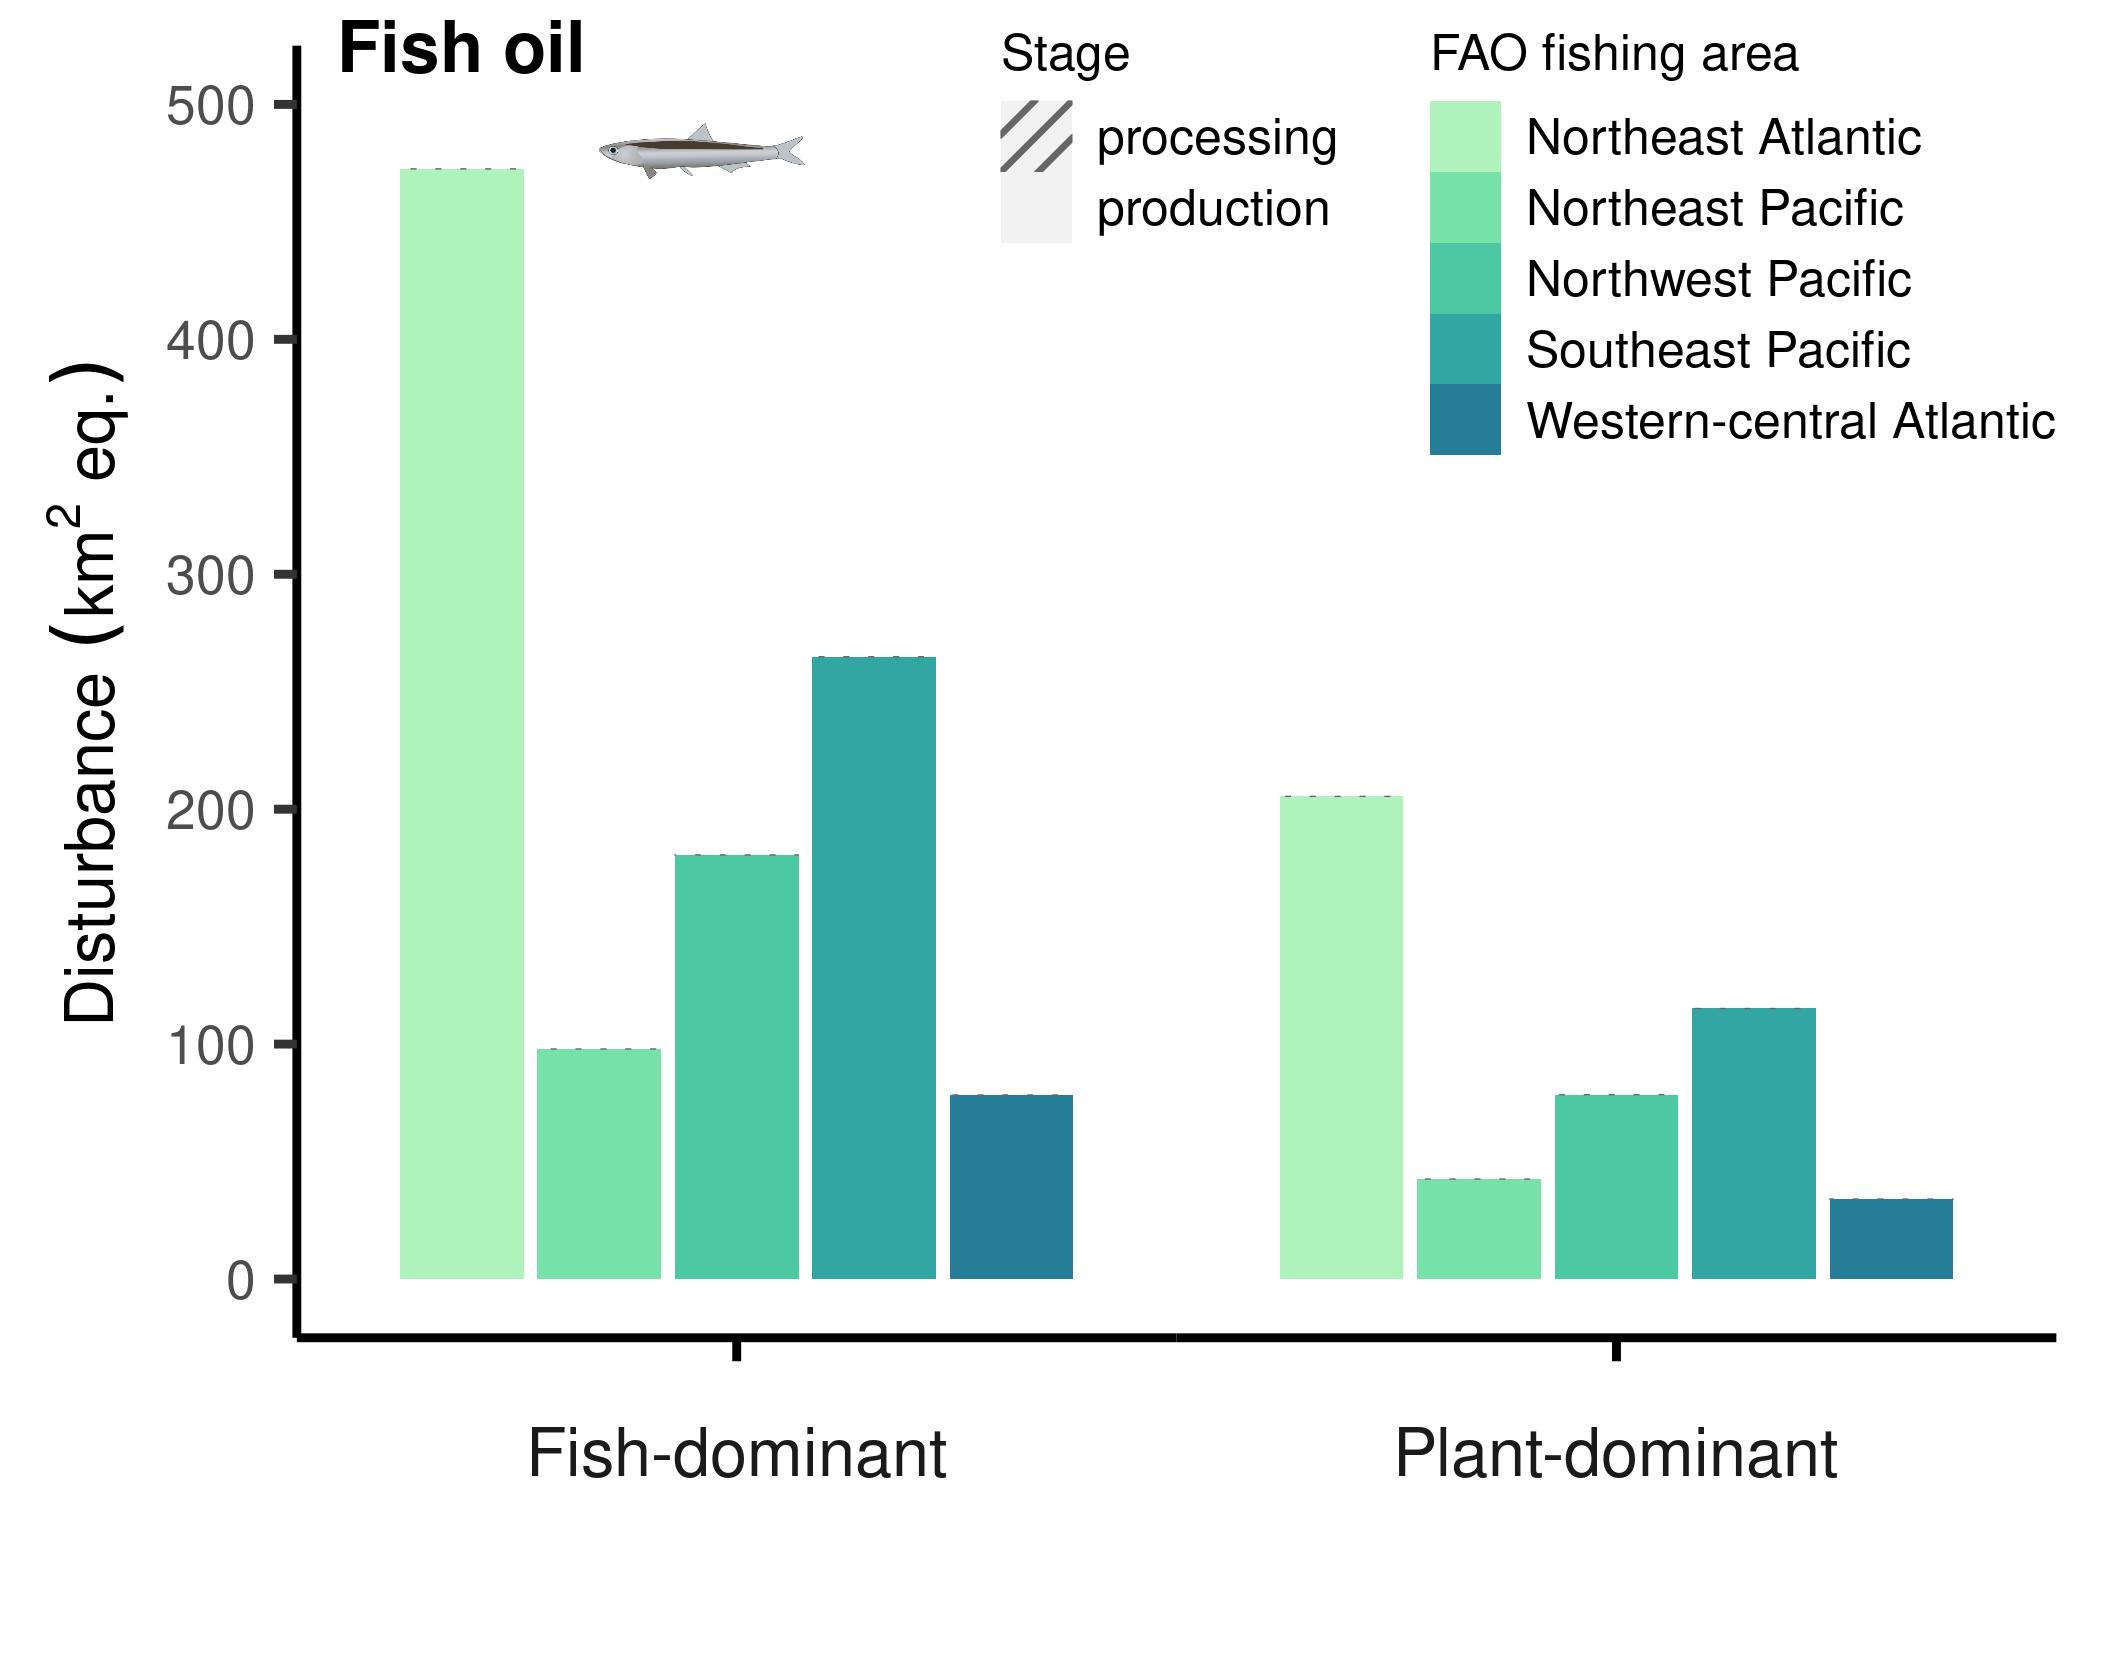 Fish oil
Stage
processing
production
FAO fishing area
Northeast Atlantic
Northeast Pacific
Northwest Pacific
Southeast Pacific
Western-central Atlantic
Disturbance (km² eq.)
500
400
300
200
100
0
Fish-dominant
Plant-dominant